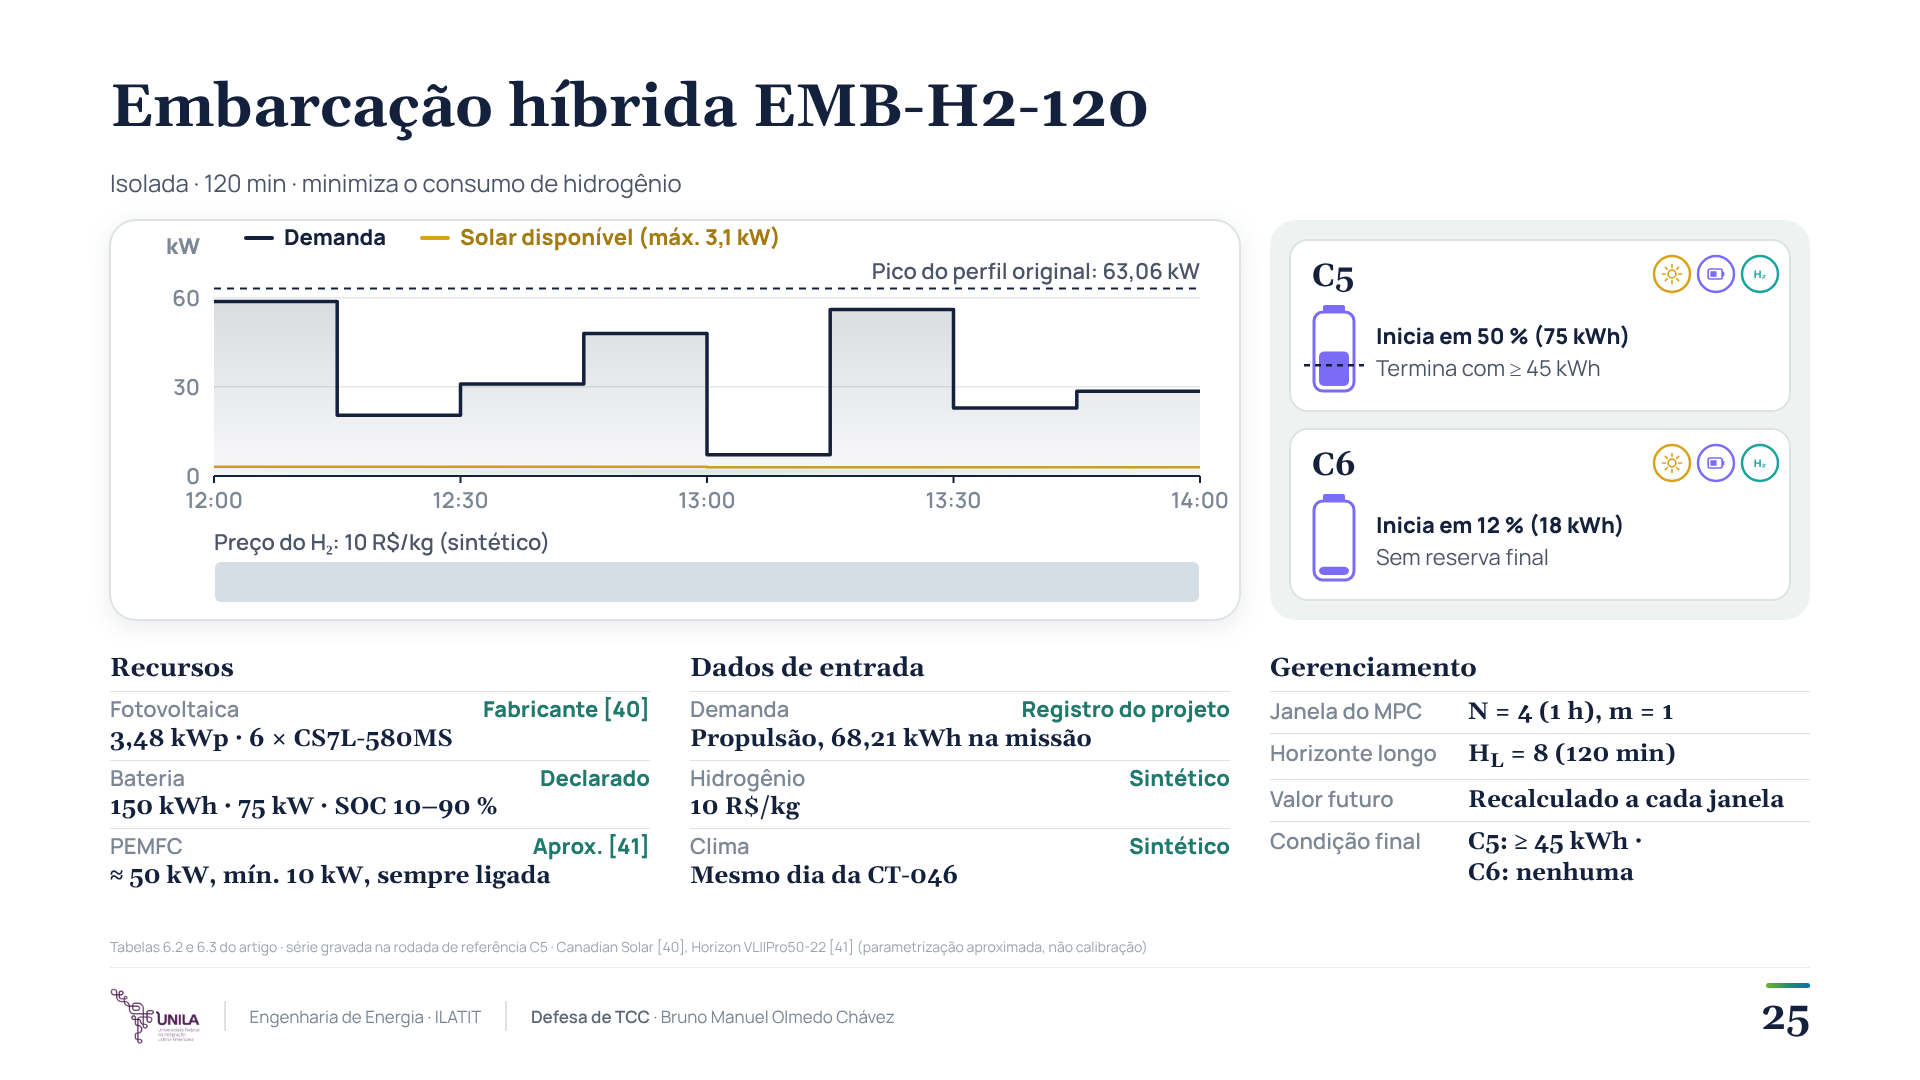 Embarcação híbrida EMB-H2-120
Isolada · 120 min · minimiza o consumo de hidrogênio
kW
Demanda
Solar disponível (máx. 3,1 kW)
Pico do perfil original: 63,06 kW
60
30
0
12:00
12:30
13:00
13:30
14:00
Preço do H₂: 10 R$/kg (sintético)
C5
H₂
Inicia em 50 % (75 kWh)
Termina com ≥ 45 kWh
C6
H₂
Inicia em 12 % (18 kWh)
Sem reserva final
Recursos
Fotovoltaica
Fabricante [40]
3,48 kWp · 6 × CS7L-580MS
Bateria
Declarado
150 kWh · 75 kW · SOC 10–90 %
PEMFC
Aprox. [41]
≈ 50 kW, mín. 10 kW, sempre ligada
Dados de entrada
Demanda
Registro do projeto
Propulsão, 68,21 kWh na missão
Hidrogênio
Sintético
10 R$/kg
Clima
Sintético
Mesmo dia da CT-046
Gerenciamento
Janela do MPC
N = 4 (1 h), m = 1
Horizonte longo
H_L = 8 (120 min)
Valor futuro
Recalculado a cada janela
Condição final
C5: ≥ 45 kWh ·
C6: nenhuma
Tabelas 6.2 e 6.3 do artigo · série gravada na rodada de referência C5 · Canadian Solar [40], Horizon VLIIPro50-22 [41] (parametrização aproximada, não calibração)
UNILA
Engenharia de Energia · ILATIT
Defesa de TCC · Bruno Manuel Olmedo Chávez
25